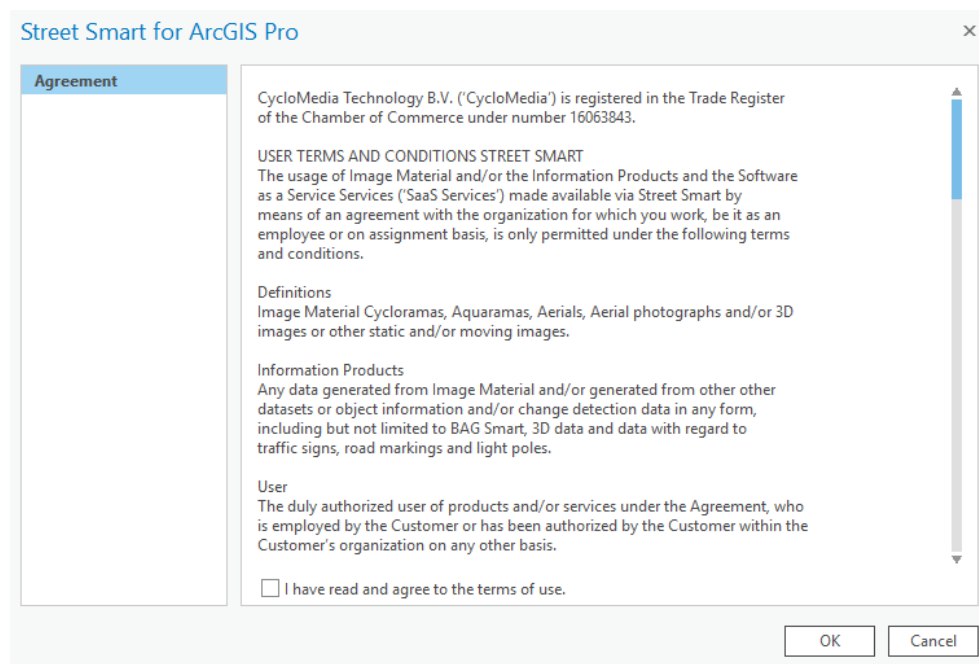 Street Smart for ArcGIS Pro
Agreement
CycloMedia Technology B.V. (‘CycloMedia’) is registered in the Trade Register
of the Chamber of Commerce under number 16063843.
USER TERMS AND CONDITIONS STREET SMART
The usage of Image Material and/or the Information Products and the Software
as a Service Services (‘SaaS Services’) made available via Street Smart by
means of an agreement with the organization for which you work, be it as an
employee or on assignment basis, is only permitted under the following terms
and conditions.
Definitions
Image Material Cycloramas, Aquaramas, Aerials, Aerial photographs and/or 3D
images or other static and/or moving images.
Information Products
Any data generated from Image Material and/or generated from other other
datasets or object information and/or change detection data in any form,
including but not limited to BAG Smart, 3D data and data with regard to
traffic signs, road markings and light poles.
User
The duly authorized user of products and/or services under the Agreement, who
is employed by the Customer or has been authorized by the Customer within the
Customer’s organization on any other basis.
I have read and agree to the terms of use.
OK
Cancel